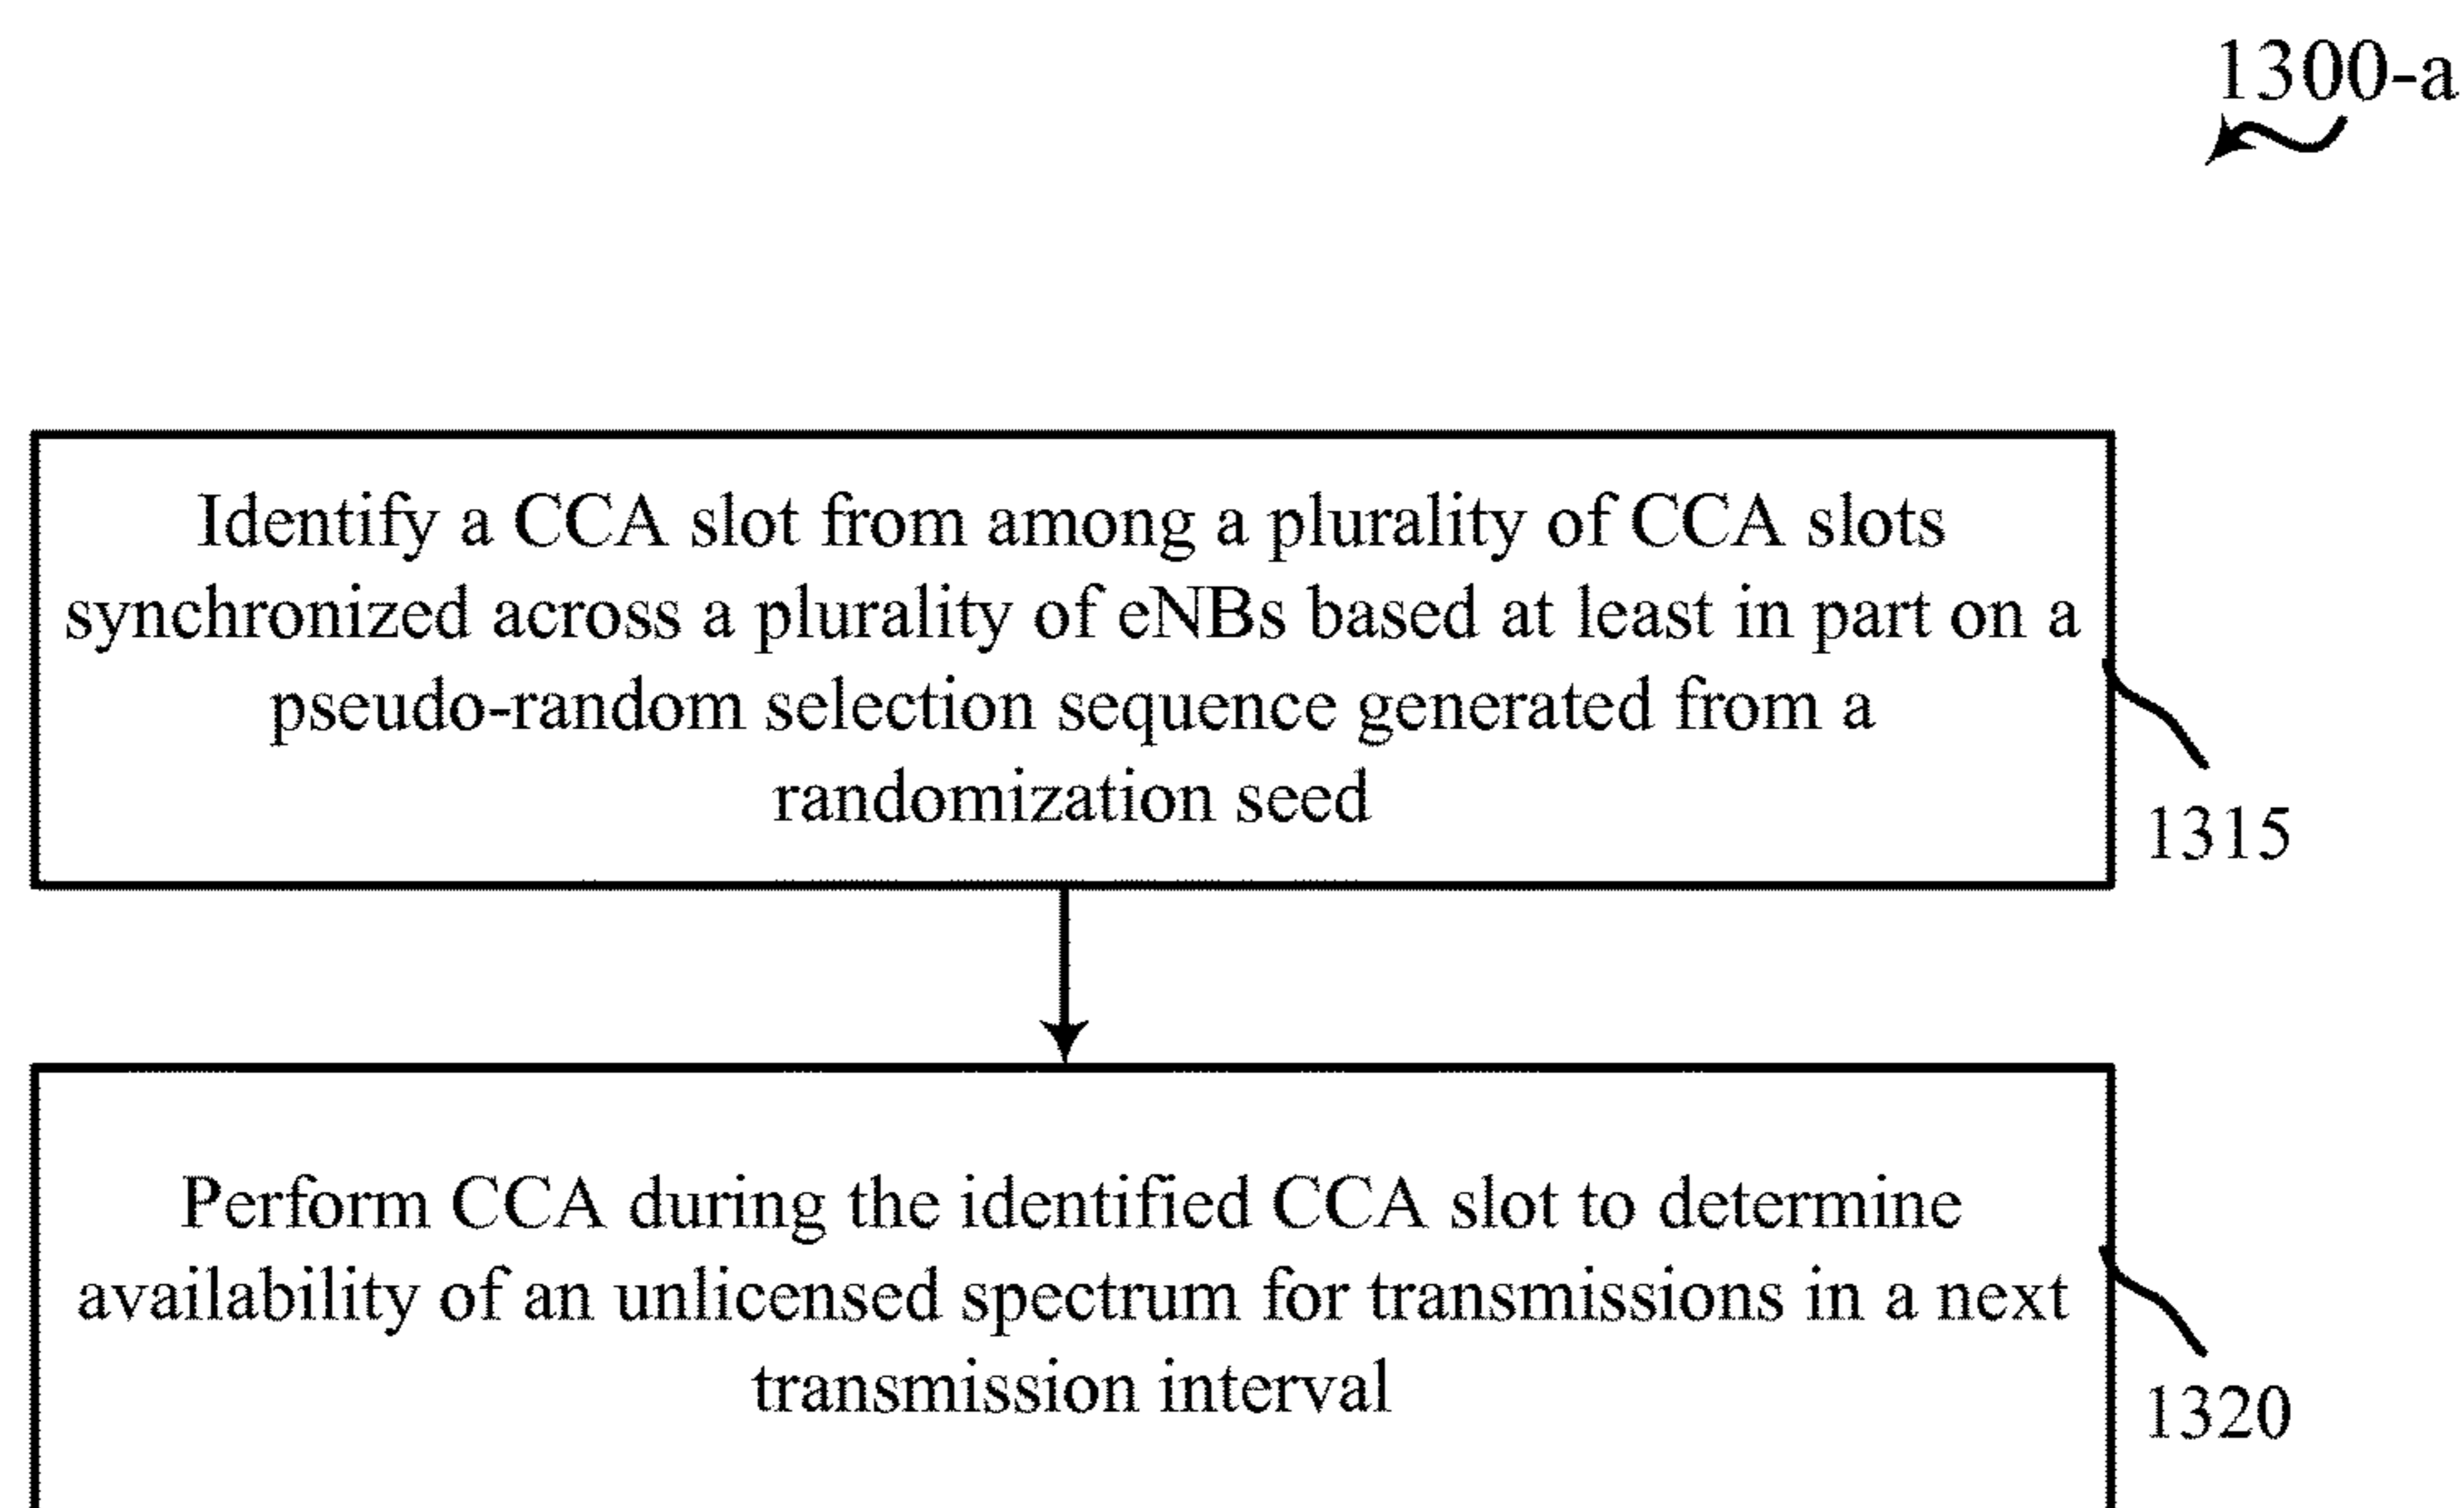 1300-a
Identify a CCA slot from among a plurality of CCA slots
synchronized across a plurality of eNBs based at least in part on a
pseudo-random selection sequence generated from a
randomization seed
1315
Perform CCA during the identified CCA slot to determine
availability of an unlicensed spectrum for transmissions in a next
transmission interval
1320